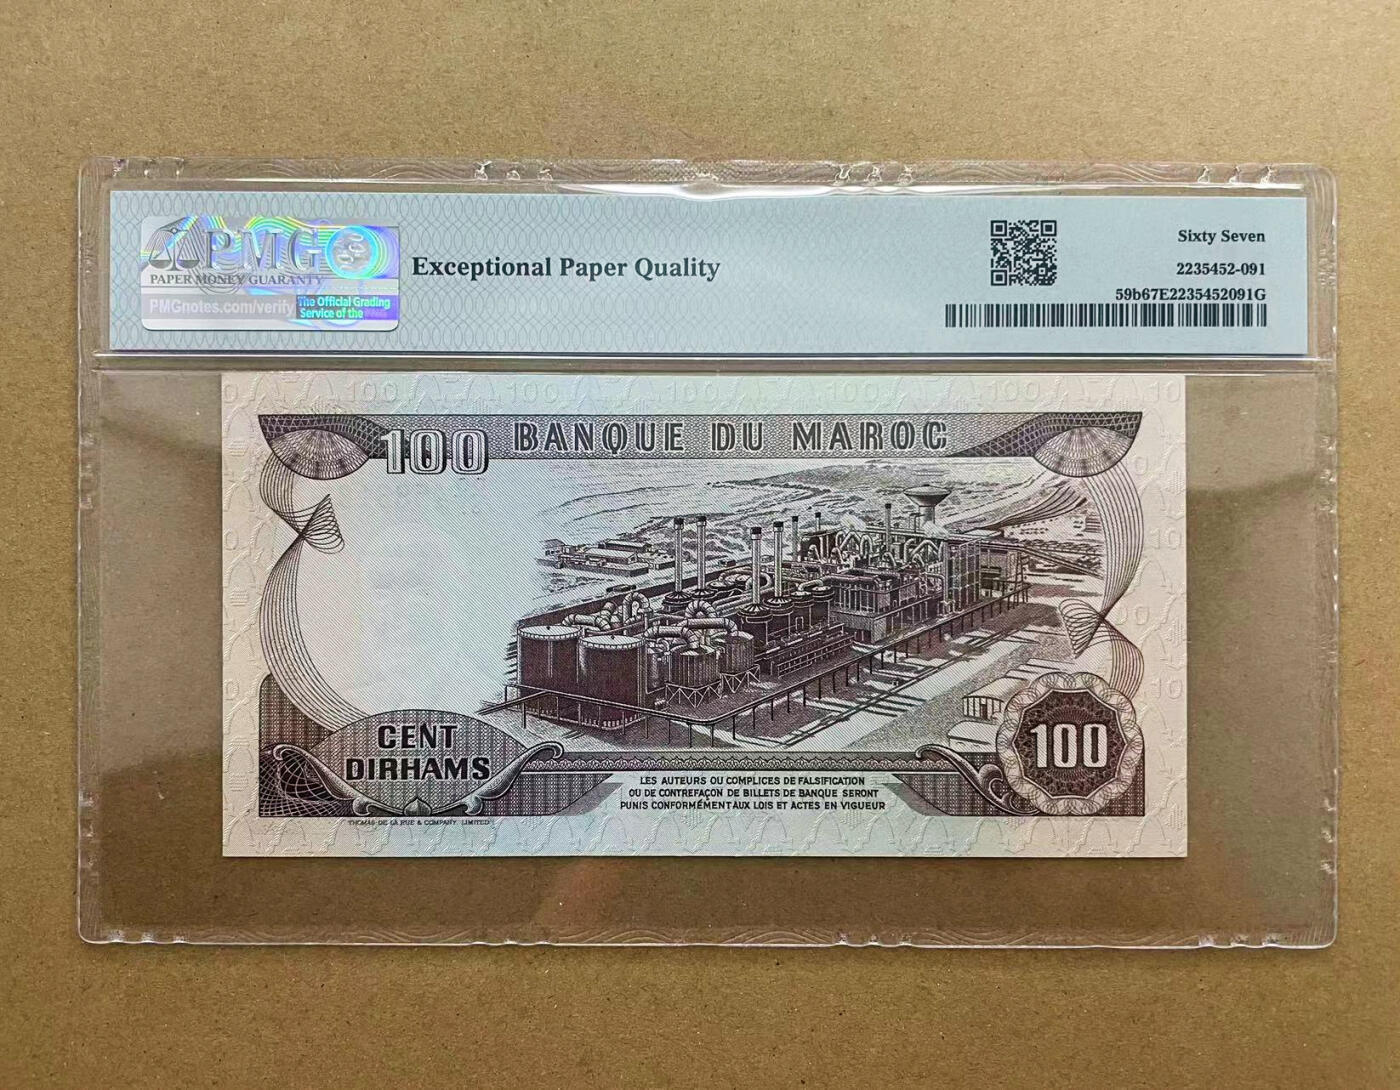 PMG
PAPER MONEY GUARANTY
PMGnotes.com/verify
The Official Grading
Service of the
Exceptional Paper Quality
Sixty Seven
2235452-091
59b67E2235452091G
100 BANQUE DU MAROC
CENT
DIRHAMS
100
LES AUTEURS OU COMPLICES DE FALSIFICATION
OU DE CONTREFAÇON DE BILLETS DE BANQUE SERONT
PUNIS CONFORMÉMENT AUX LOIS ET ACTES EN VIGUEUR
THOMAS DE LA RUE & COMPANY, LIMITED